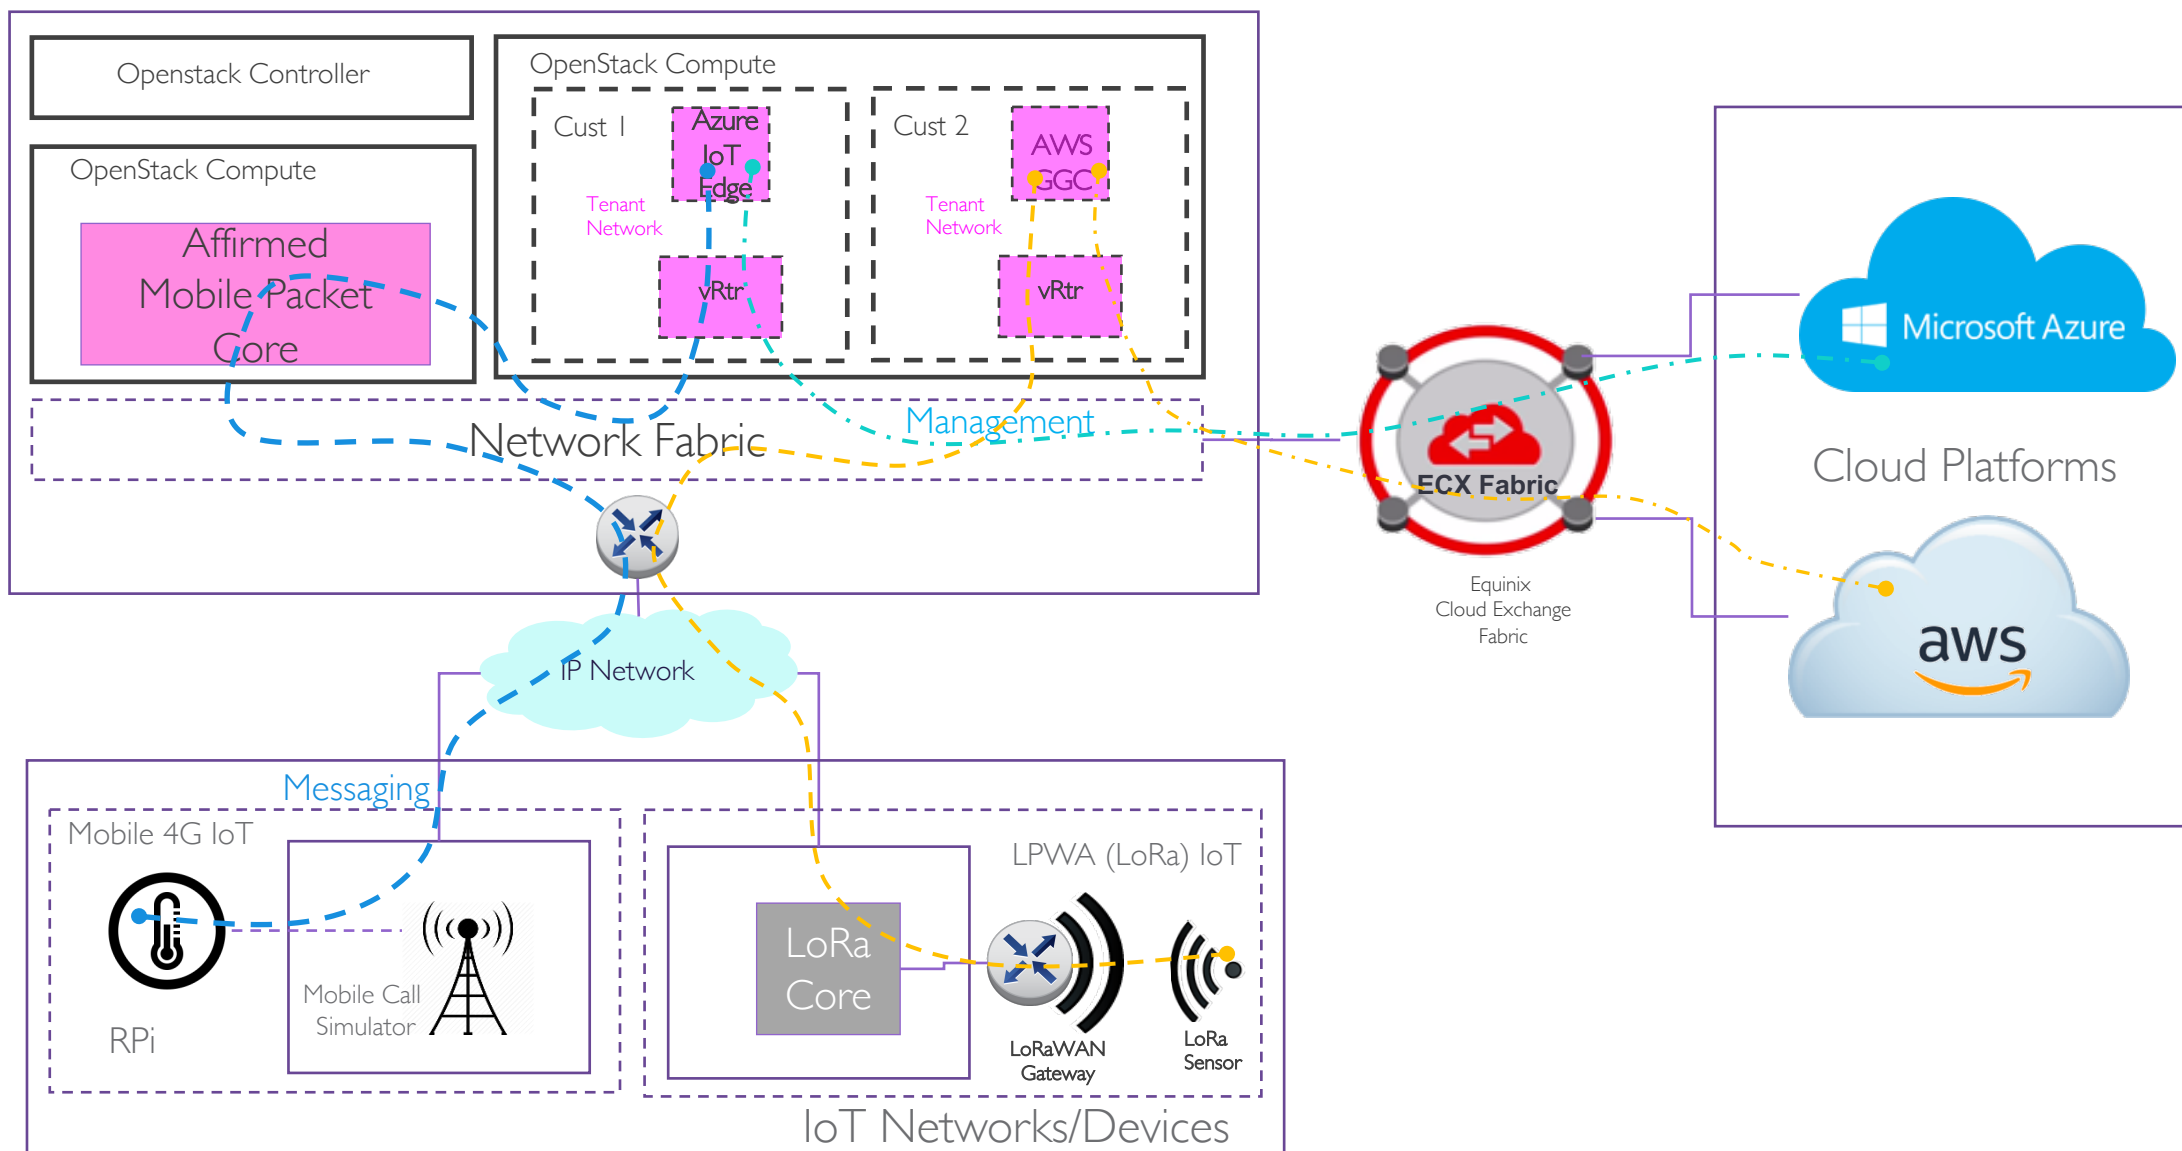 Openstack Controller
OpenStack Compute
Affirmed
Mobile Packet
Core
OpenStack Compute
Cust 1
Azure
IoT
Edge
Tenant
Network
vRtr
Cust 2
AWS
GGC
Tenant
Network
vRtr
Management
Network Fabric
ECX Fabric
Equinix
Cloud Exchange
Fabric
Microsoft Azure
Cloud Platforms
aws
IP Network
Messaging
Mobile 4G IoT
RPi
Mobile Call
Simulator
LPWA (LoRa) IoT
LoRa
Core
LoRaWAN
Gateway
LoRa
Sensor
IoT Networks/Devices